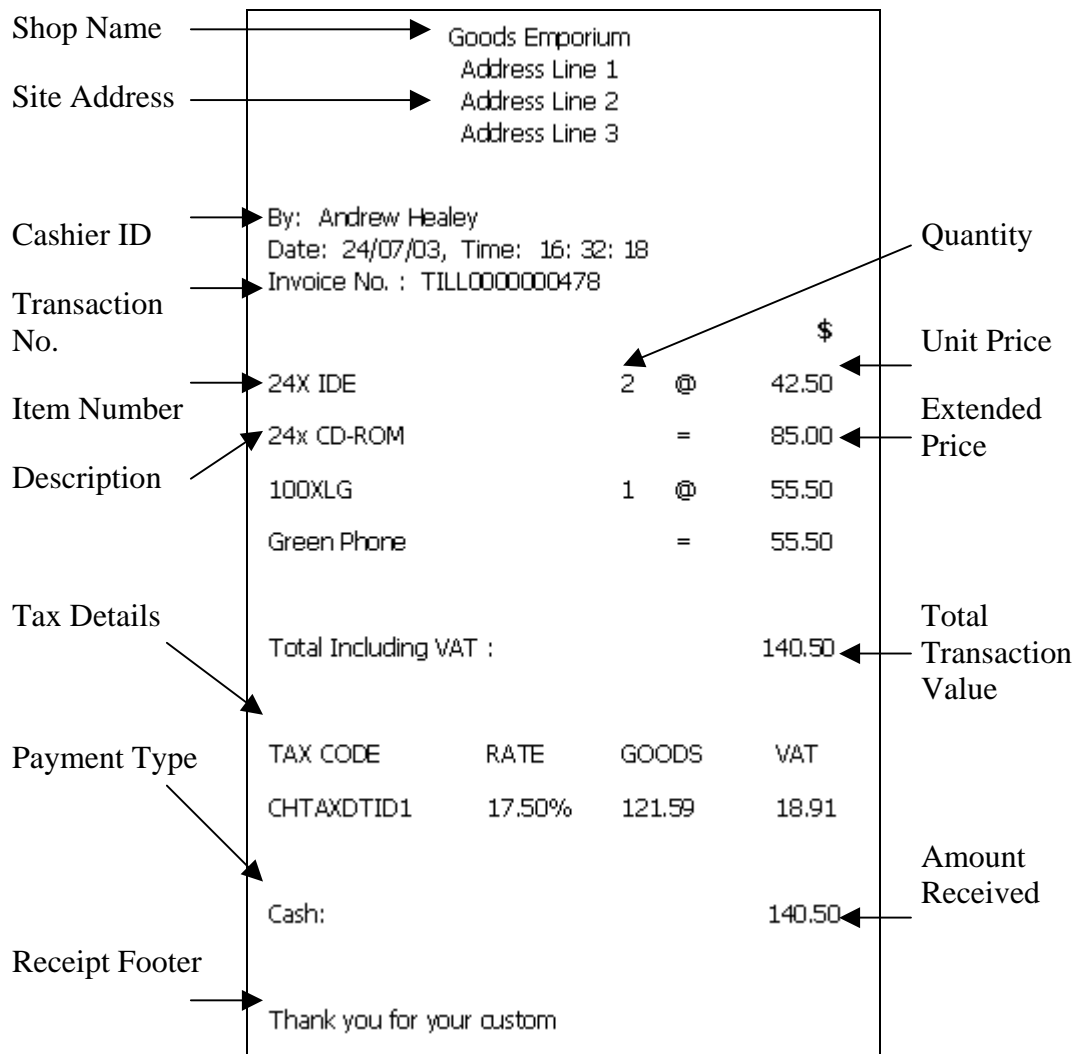 Shop Name
Goods Emporium
Address Line 1
Site Address
Address Line 2
Address Line 3
By: Andrew Healey
Cashier ID
Quantity
Date: 24/07/03, Time: 16: 32: 18
Invoice No. : TILL0000000478
Transaction
No.
$
Unit Price
24X IDE 2 @ 42.50
Item Number
Extended
Price
24x CD-ROM = 85.00
Description
100XLG 1 @ 55.50
Green Phone = 55.50
Tax Details
Total
Transaction
Value
Total Including VAT : 140.50
Payment Type
TAX CODE RATE GOODS VAT
CHTAXDTID1 17.50% 121.59 18.91
Amount
Received
Cash: 140.50
Receipt Footer
Thank you for your custom